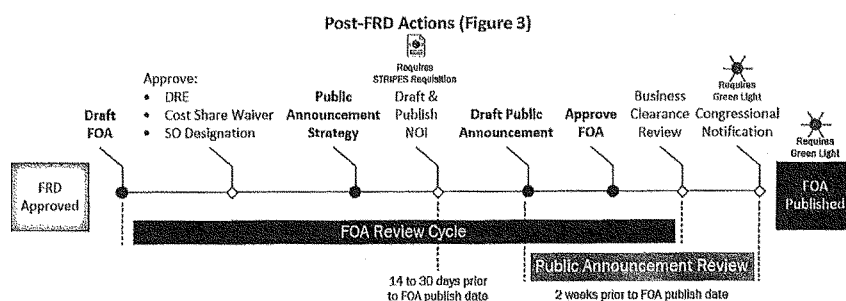 Post-FRD Actions (Figure 3)
Requires
STRIPES Requisition
Approve:
• DRE
• Cost Share Waiver
• SO Designation
Draft
FOA
Public
Announcement
Strategy
Draft &
Publish
NOI
Draft Public
Announcement
Approve
FOA
Business
Clearance
Review
Requires
Green Light
Congressional
Notification
Requires
Green Light
FRD
Approved
FOA
Published
FOA Review Cycle
Public Announcement Review
14 to 30 days prior
to FOA publish date
2 weeks prior to FOA publish date